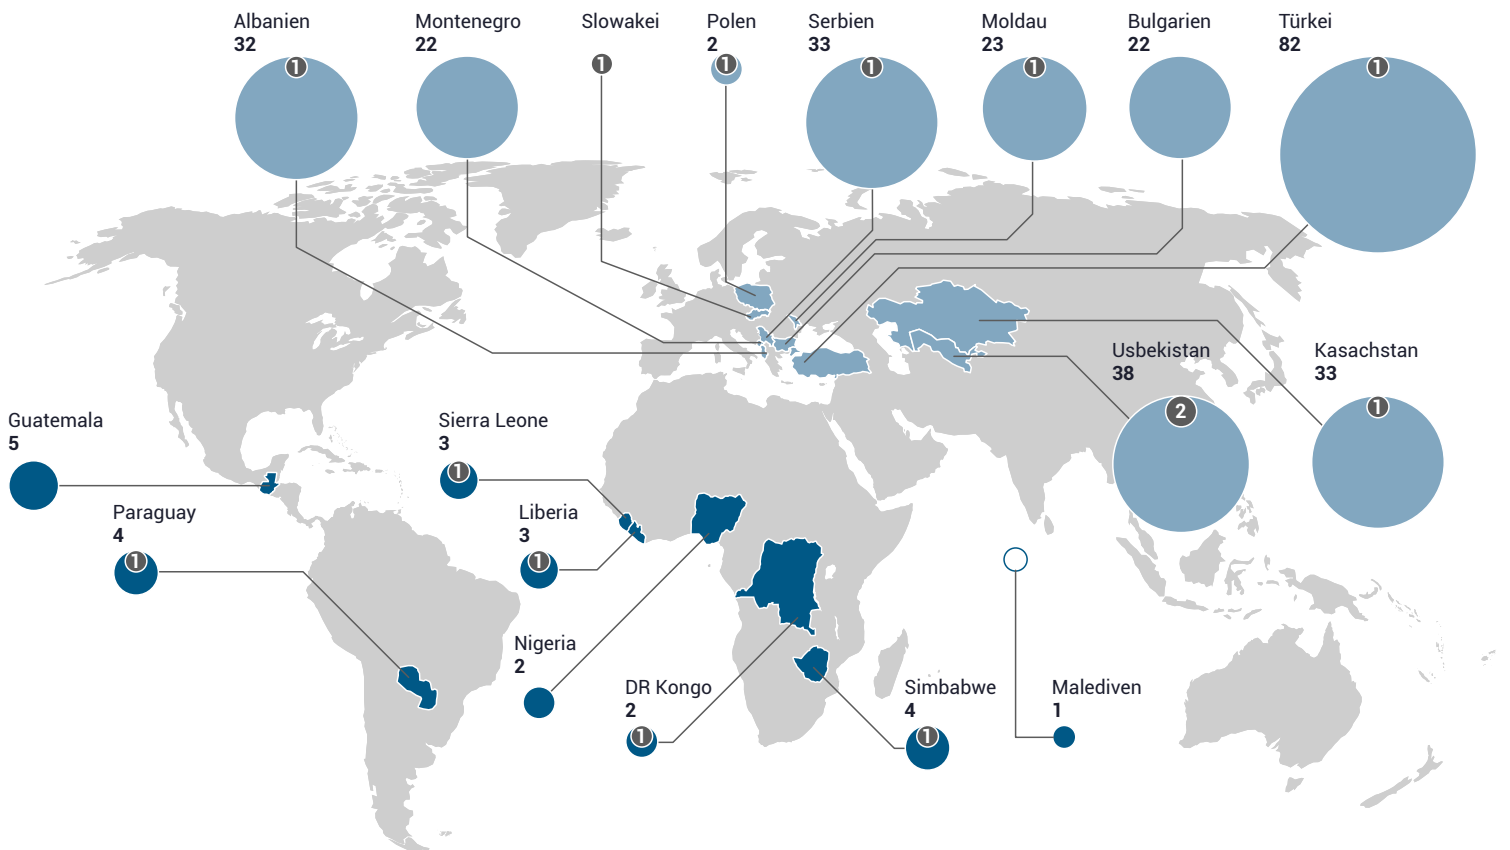 Albanien
32
1
Montenegro
22
Slowakei
1
Polen
2
1
Serbien
33
1
Moldau
23
1
Bulgarien
22
Türkei
82
1
Usbekistan
38
2
Kasachstan
33
1
Guatemala
5
Sierra Leone
3
1
Paraguay
4
1
Liberia
3
1
Nigeria
2
DR Kongo
2
1
Simbabwe
4
1
Malediven
1